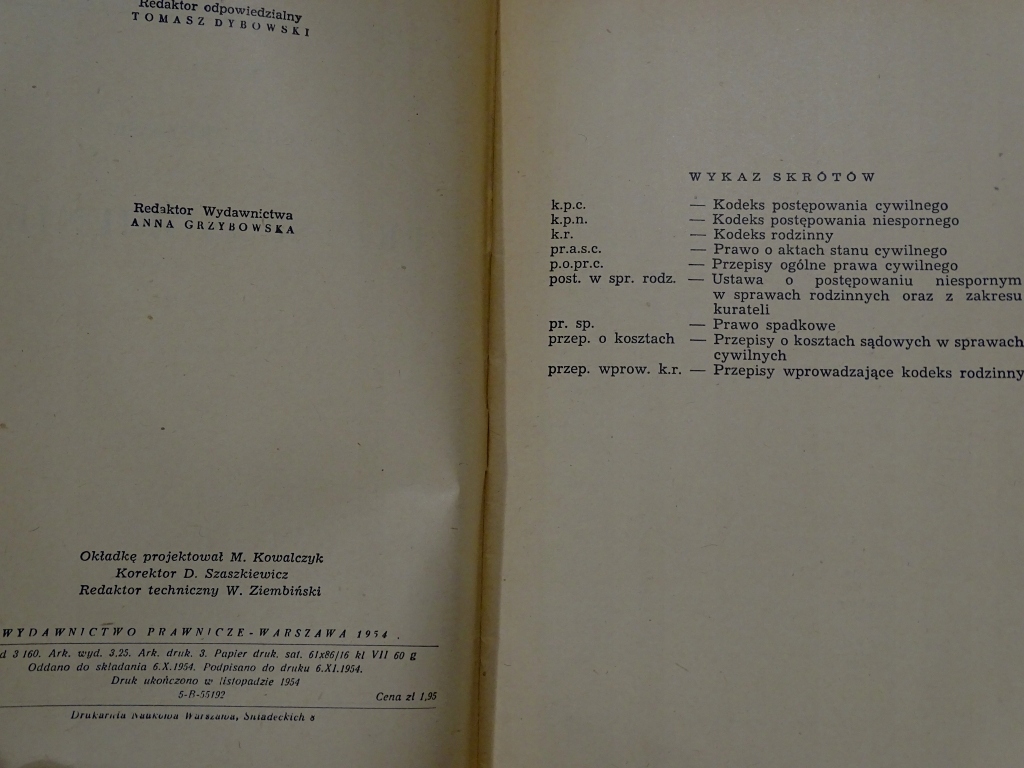 Redaktor odpowiedzialny
TOMASZ DYBOWSKI
Redaktor Wydawnictwa
ANNA GRZYBOWSKA
Okładkę projektował M. Kowalczyk
Korektor D. Szaszkiewicz
Redaktor techniczny W. Ziembiński
WYDAWNICTWO PRAWNICZE-WARSZAWA 1954.
3 160. Ark. wyd. 3,25. Ark. druk. 3. Papier druk. sat. 61x86/16 kl VII 60 g
Oddano do składania 6.X.1954. Podpisano do druku 6.XI.1954.
Druk ukończono w listopadzie 1954
5-B-55192 Cena zł 1,95
Drukarnia Naukowa Warszawa, Śniadeckich 8
WYKAZ SKRÓTÓW
k.p.c. — Kodeks postępowania cywilnego
k.p.n. — Kodeks postępowania niespornego
k.r. — Kodeks rodzinny
pr.a.s.c. — Prawo o aktach stanu cywilnego
p.o.pr.c. — Przepisy ogólne prawa cywilnego
post. w spr. rodz. — Ustawa o postępowaniu niespornym
w sprawach rodzinnych oraz z zakresu
kurateli
pr. sp. — Prawo spadkowe
przep. o kosztach — Przepisy o kosztach sądowych w sprawach
cywilnych
przep. wprow. k.r. — Przepisy wprowadzające kodeks rodzinny